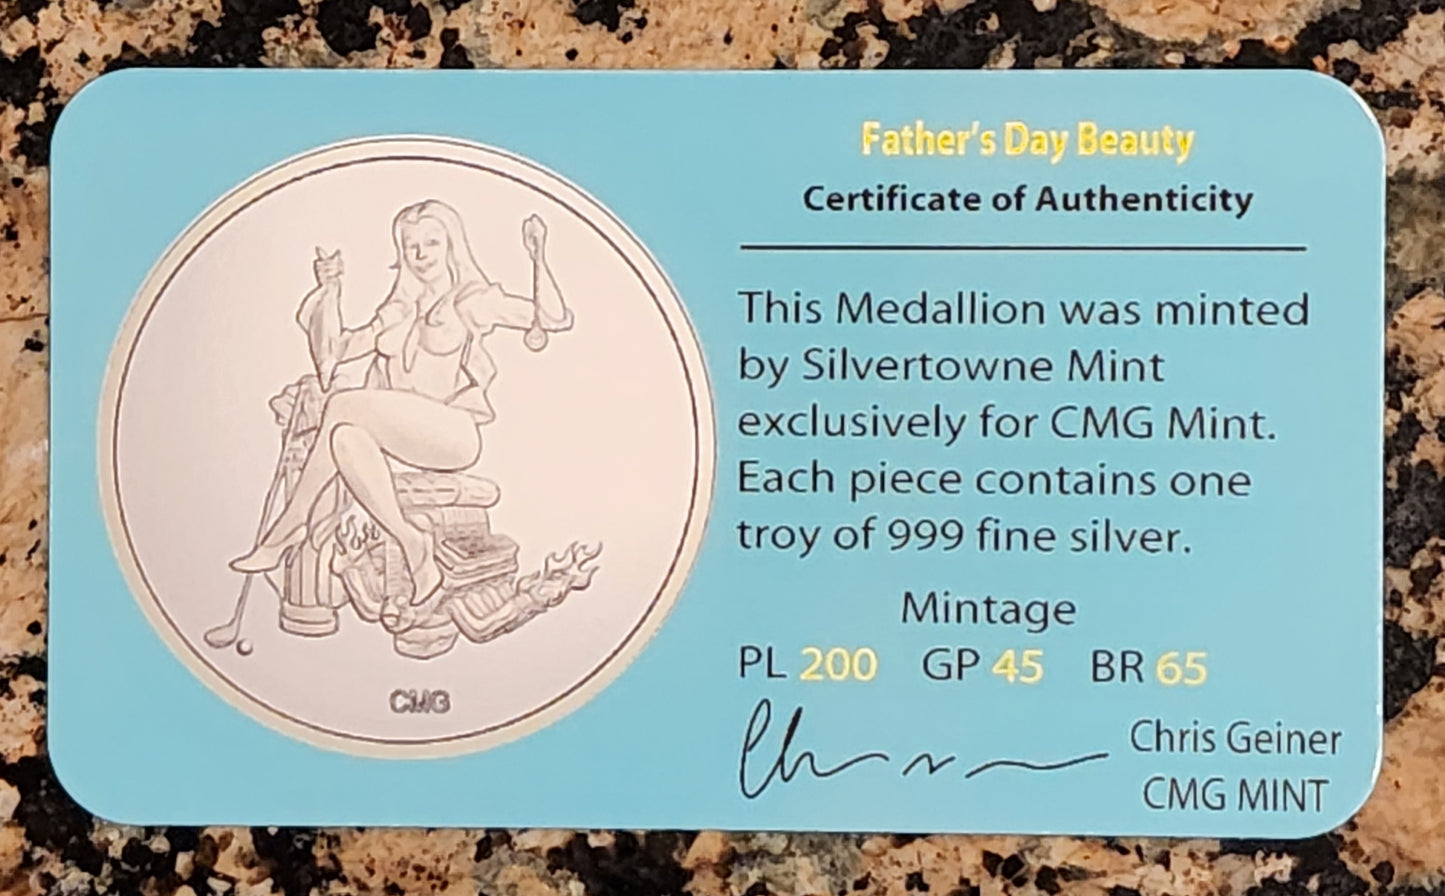 Father's Day Beauty
Certificate of Authenticity
This Medallion was minted
by Silvertowne Mint
exclusively for CMG Mint.
Each piece contains one
troy of 999 fine silver.
Mintage
PL 200 GP 45 BR 65
Chris Geiner
CMG MINT
CMG